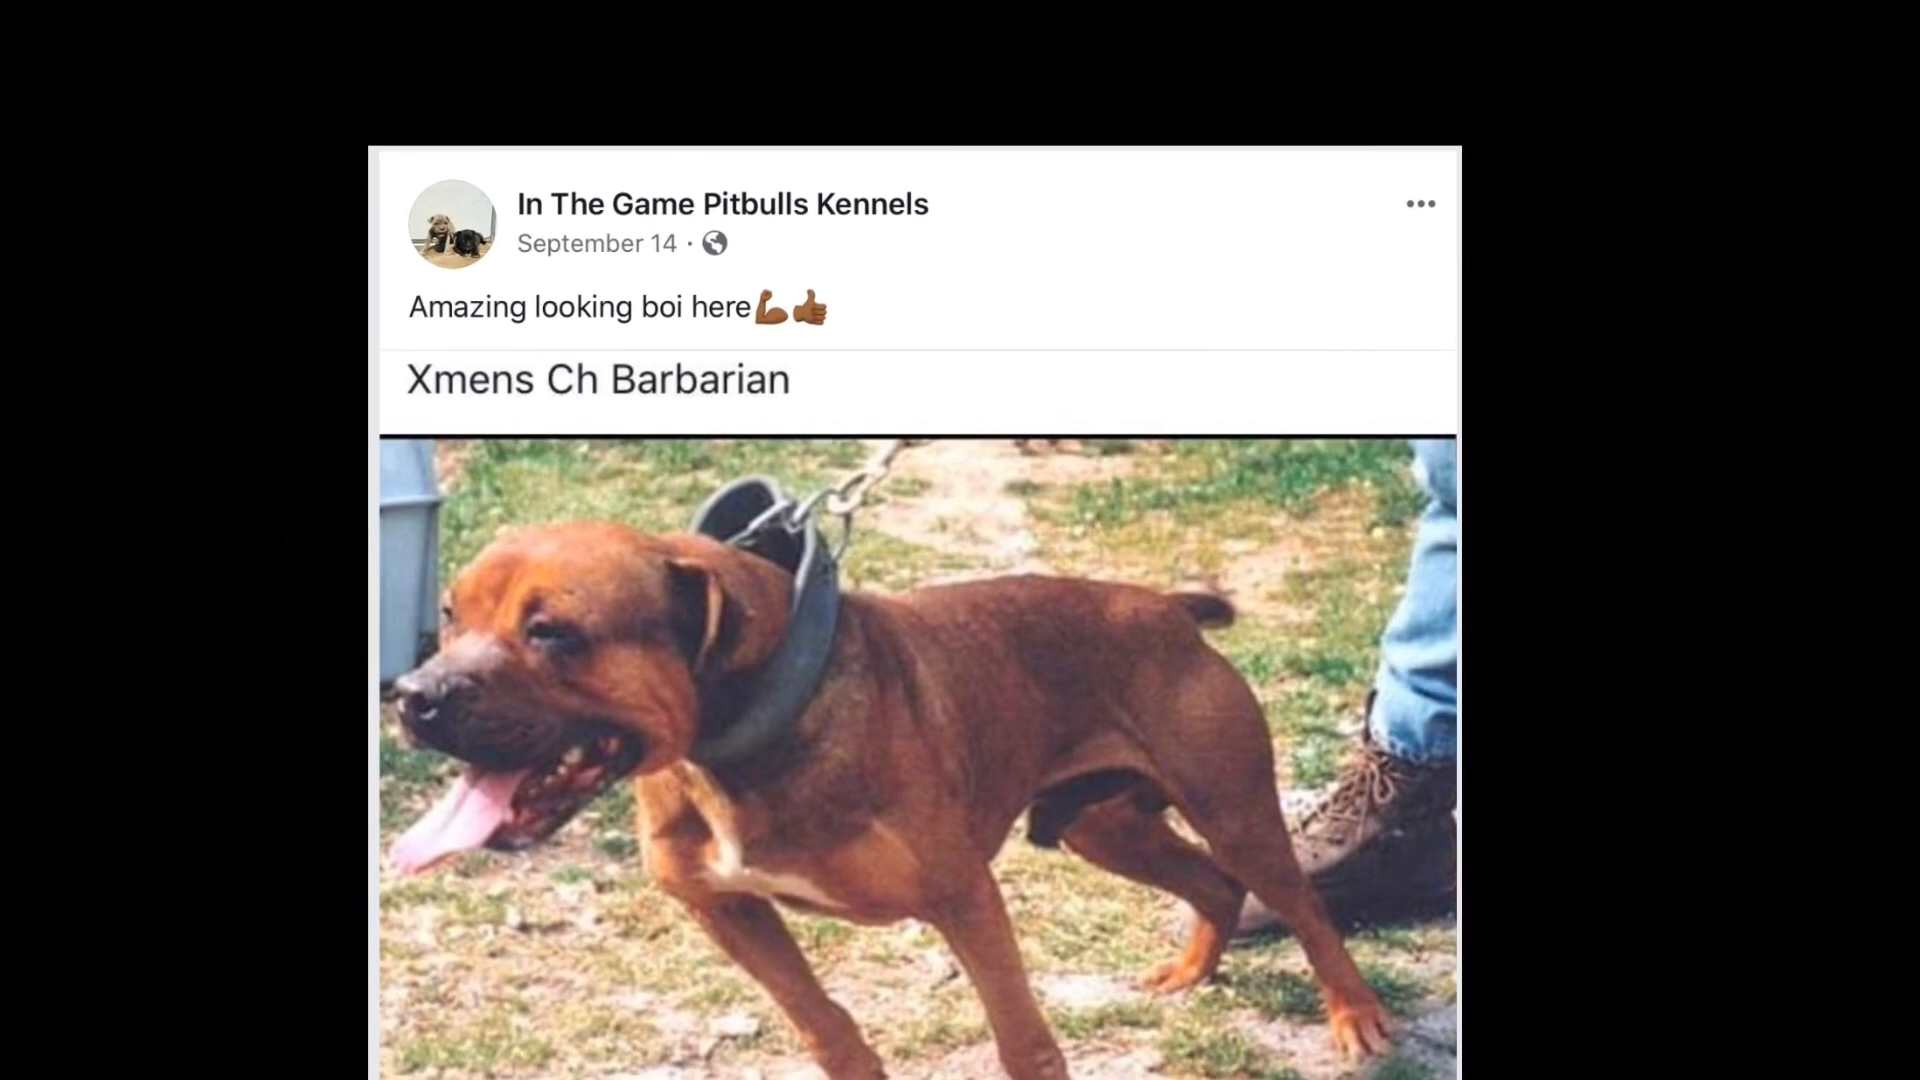 In The Game Pitbulls Kennels
September 14 ·
Amazing looking boi here💪🏾👍🏾
Xmens Ch Barbarian